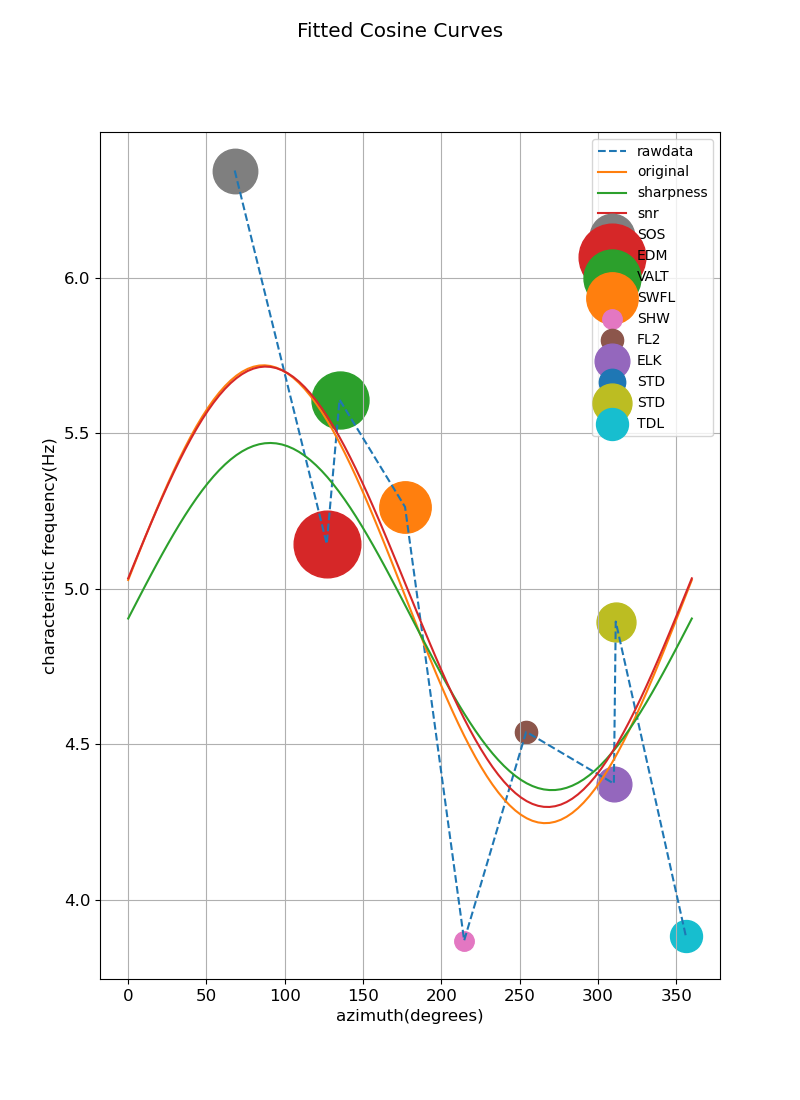 Fitted Cosine Curves
rawdata
original
sharpness
snr
SOS
EDM
VALT
SWFL
SHW
FL2
ELK
STD
STD
TDL
characteristic frequency(Hz)
6.0
5.5
5.0
4.5
4.0
0 50 100 150 200 250 300 350
azimuth(degrees)